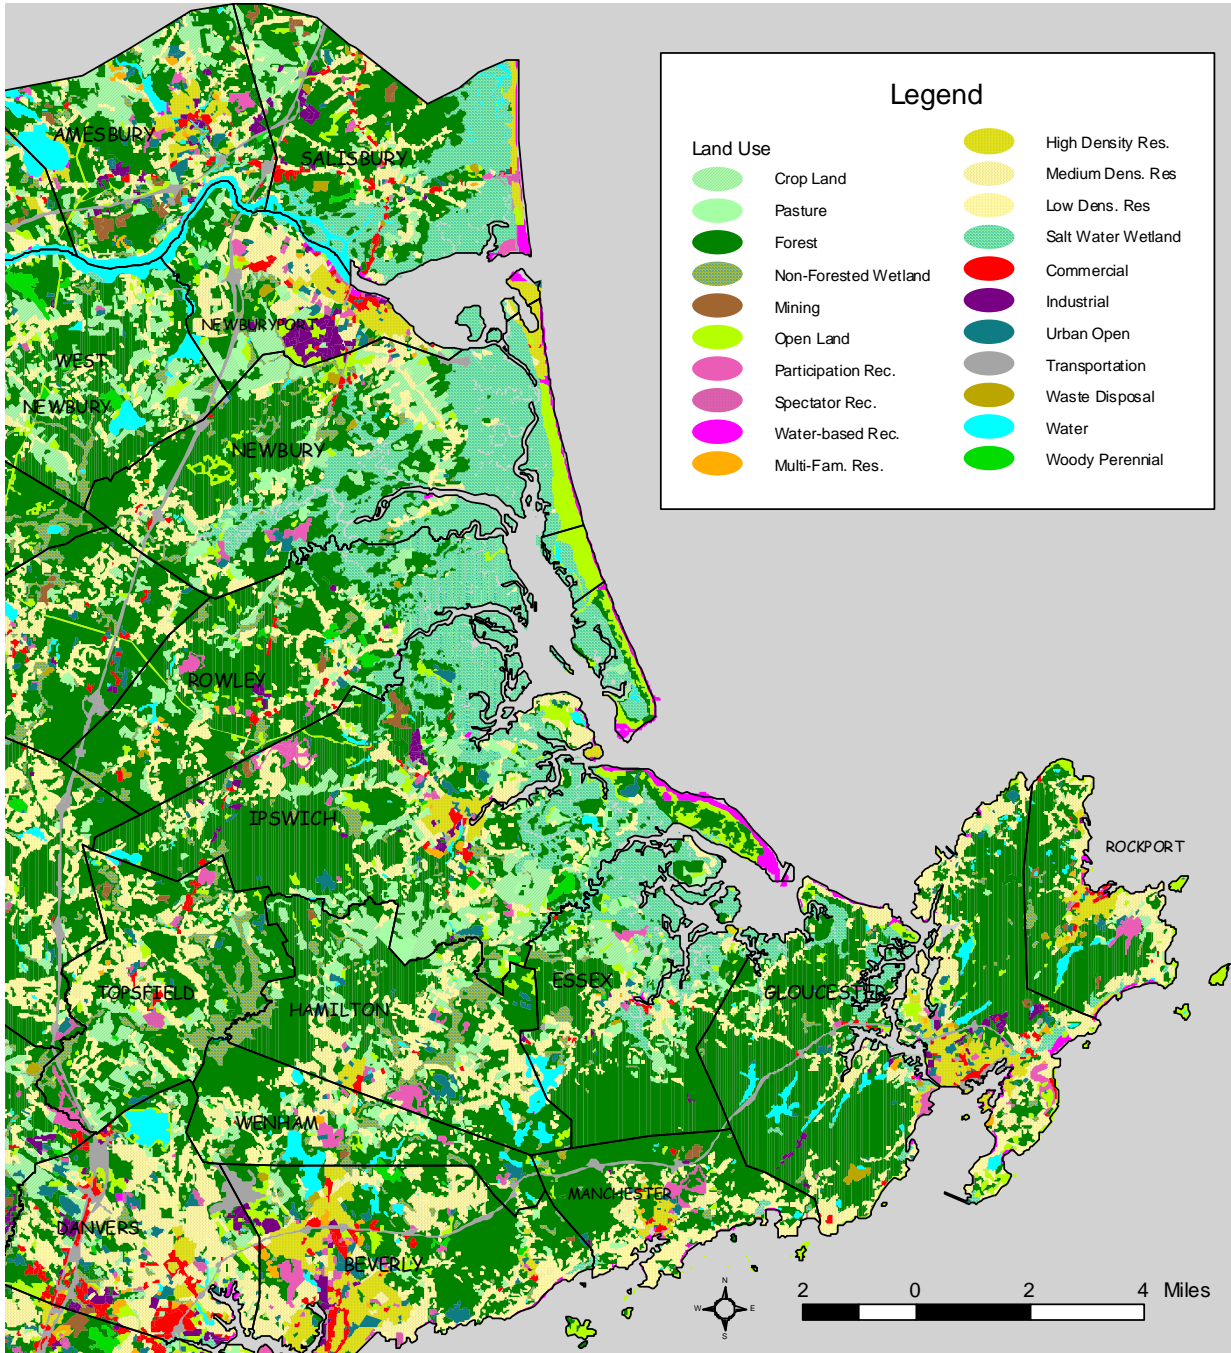 Legend
Land Use
Crop Land
Pasture
Forest
Non-Forested Wetland
Mining
Open Land
Participation Rec.
Spectator Rec.
Water-based Rec.
Multi-Fam. Res.
High Density Res.
Medium Dens. Res
Low Dens. Res
Salt Water Wetland
Commercial
Industrial
Urban Open
Transportation
Waste Disposal
Water
Woody Perennial
AMESBURY
SALISBURY
NEWBURYPORT
WEST
NEWBURY
NEWBURY
ROWLEY
IPSWICH
ROCKPORT
TOPSFIELD
HAMILTON
ESSEX
GLOUCESTER
WENHAM
MANCHESTER
DANVERS
BEVERLY
N
W E
S
2 0 2 4 Miles